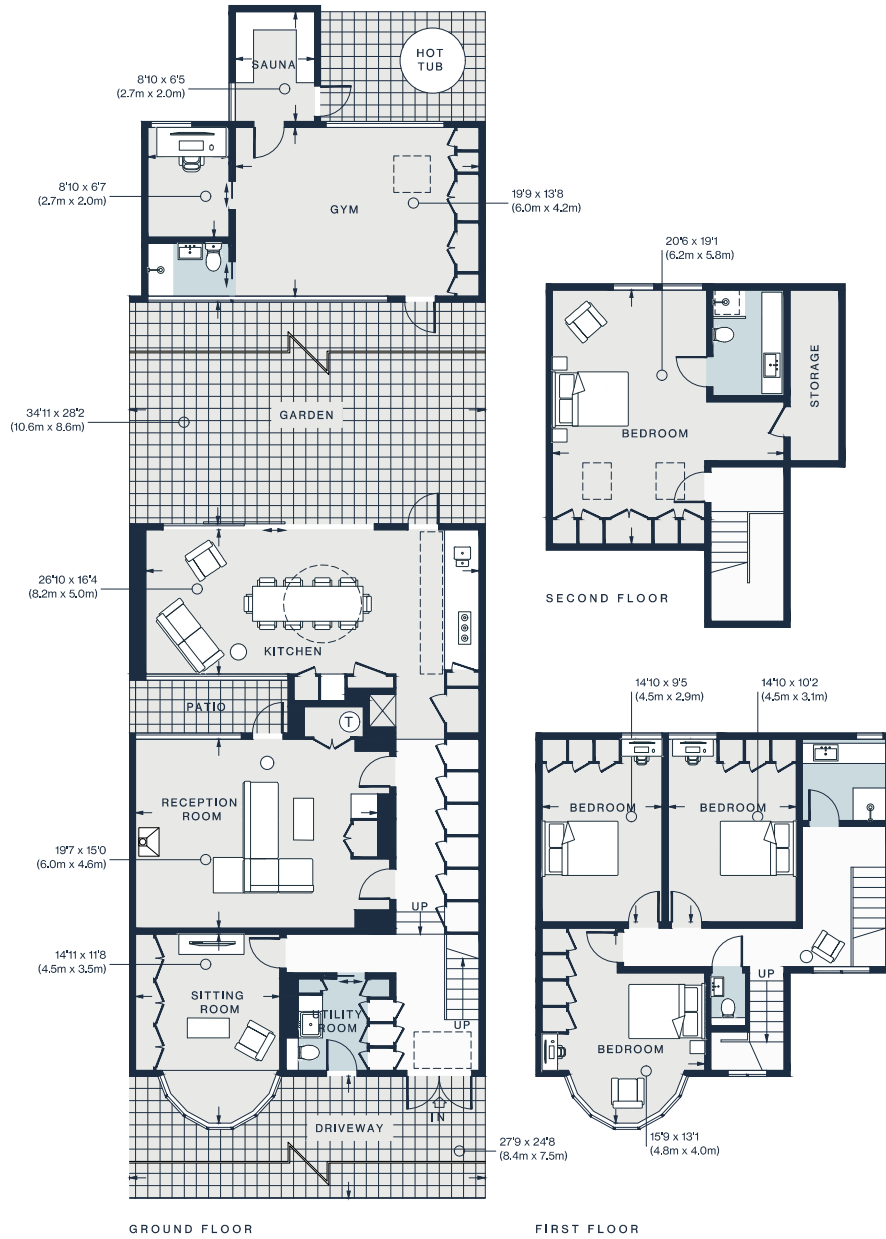 HOT
TUB
SAUNA
8'10 x 6'5
(2.7m x 2.0m)
8'10 x 6'7
(2.7m x 2.0m)
GYM
19'9 x 13'8
(6.0m x 4.2m)
34'11 x 28'2
(10.6m x 8.6m)
GARDEN
26'10 x 16'4
(8.2m x 5.0m)
KITCHEN
PATIO
T
RECEPTION
ROOM
19'7 x 15'0
(6.0m x 4.6m)
UP
14'11 x 11'8
(4.5m x 3.5m)
SITTING
ROOM
UTILITY
ROOM
UP
IN
DRIVEWAY
27'9 x 24'8
(8.4m x 7.5m)
GROUND FLOOR
20'6 x 19'1
(6.2m x 5.8m)
STORAGE
BEDROOM
SECOND FLOOR
14'10 x 9'5
(4.5m x 2.9m)
14'10 x 10'2
(4.5m x 3.1m)
BEDROOM
BEDROOM
UP
BEDROOM
15'9 x 13'1
(4.8m x 4.0m)
FIRST FLOOR